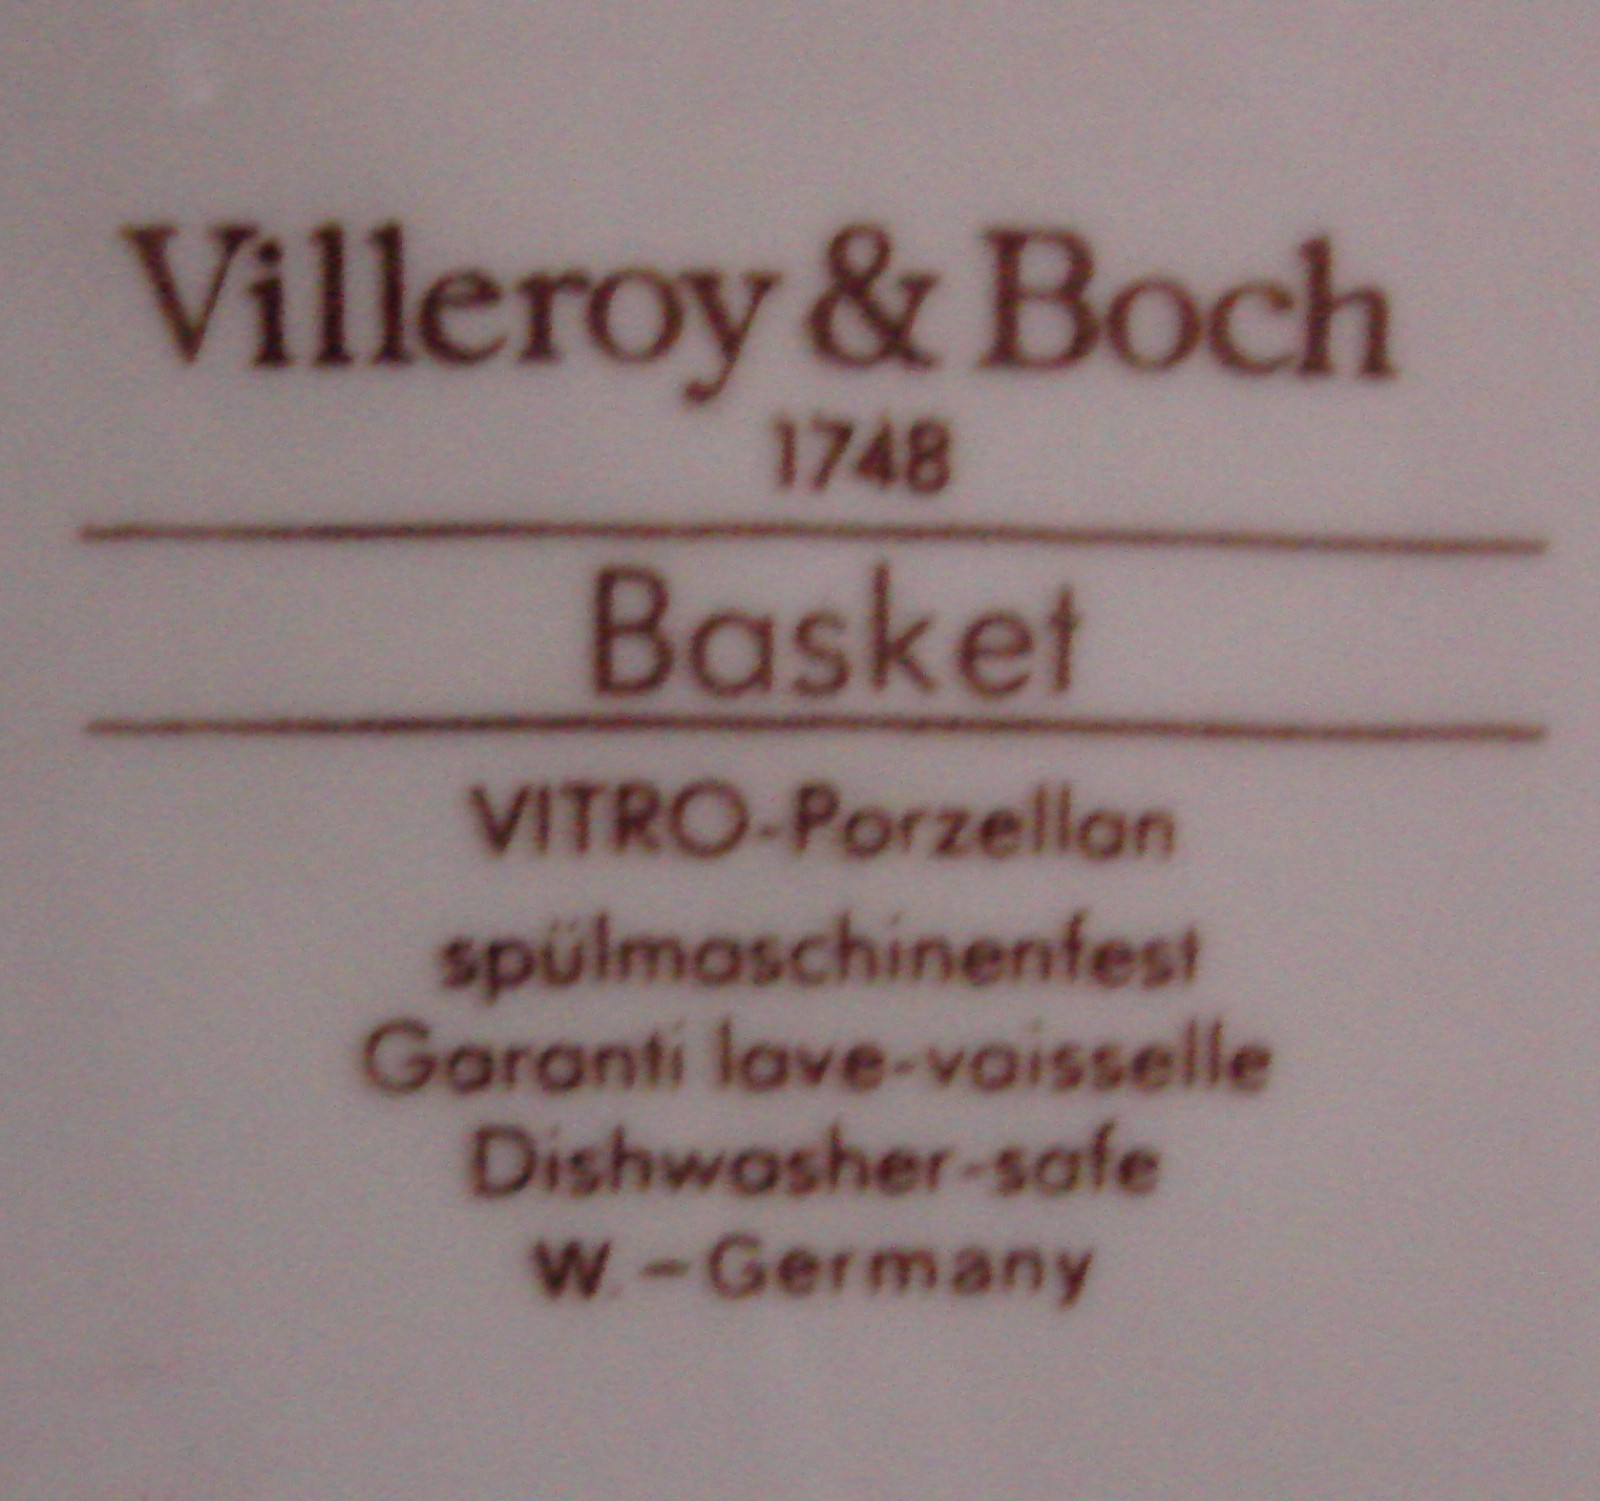 Villeroy & Boch
1748
Basket
VITRO-Porzellan
spülmaschinenfest
Garanti lave-vaisselle
Dishwasher-safe
W.-Germany